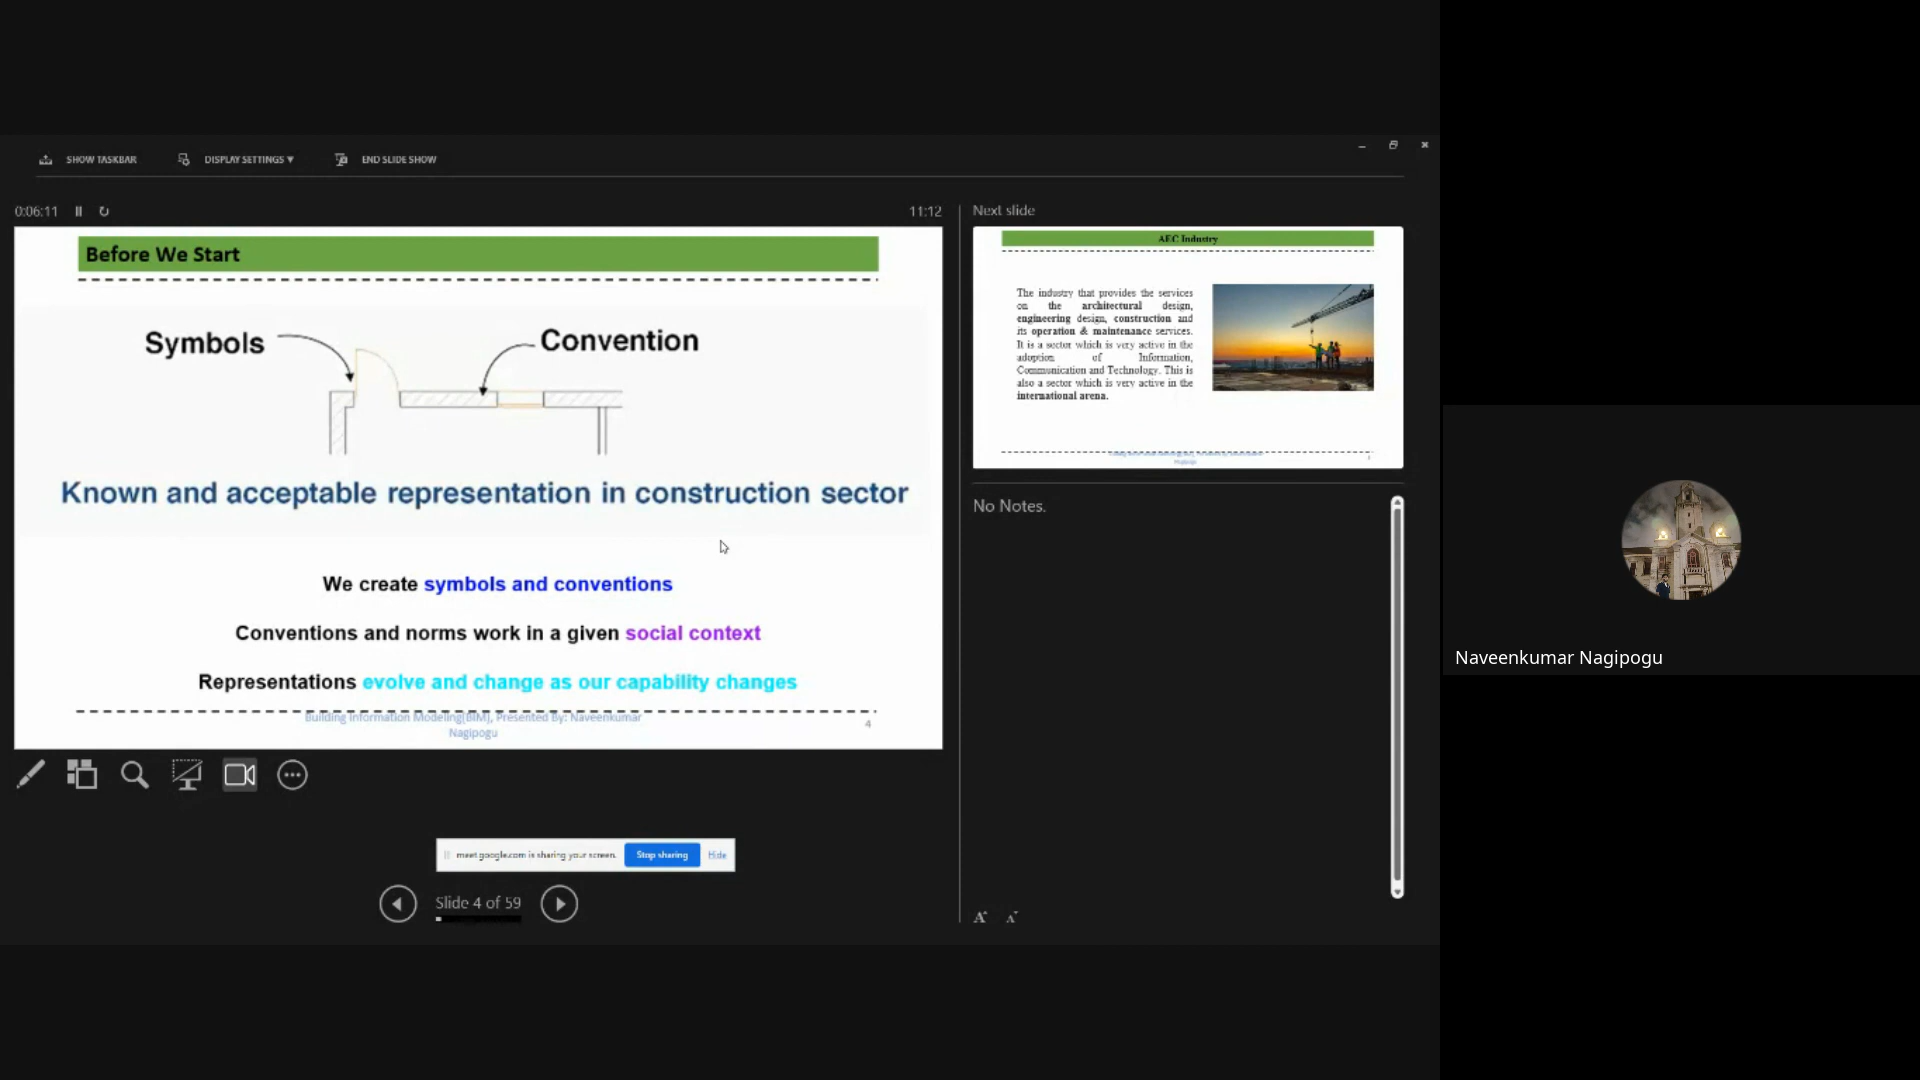 SHOW TASKBAR
DISPLAY SETTINGS ▾
END SLIDE SHOW
0:06:11
11:12
Before We Start
Symbols
Convention
Known and acceptable representation in construction sector
We create symbols and conventions
Conventions and norms work in a given social context
Representations evolve and change as our capability changes
Building Information Modeling(BIM), Presented By: Naveenkumar
Nagipogu
4
Next slide
AEC Industry
The industry that provides the services
on the architectural design,
engineering design, construction and
its operation & maintenance services.
It is a sector which is very active in the
adoption of Information,
Communication and Technology. This is
also a sector which is very active in the
international arena.
No Notes.
meet.google.com is sharing your screen.
Stop sharing
Hide
Slide 4 of 59
A
A
Naveenkumar Nagipogu